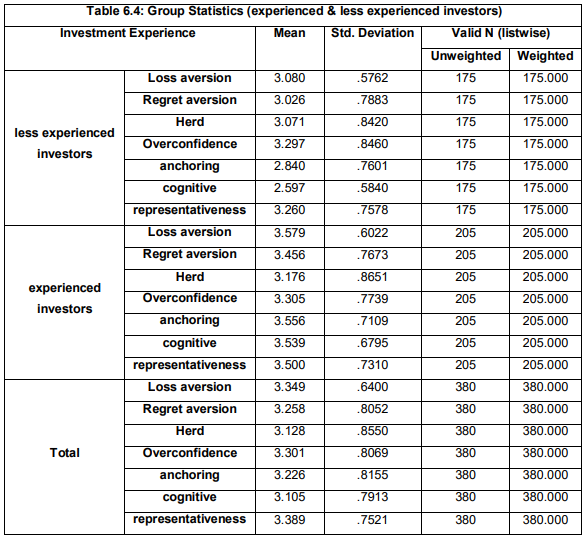 Table 6.4: Group Statistics (experienced & less experienced investors)
Investment Experience Mean Std. Deviation Valid N (listwise)
Unweighted Weighted
less experienced investors
Loss aversion 3.080 .5762 175 175.000
Regret aversion 3.026 .7883 175 175.000
Herd 3.071 .8420 175 175.000
Overconfidence 3.297 .8460 175 175.000
anchoring 2.840 .7601 175 175.000
cognitive 2.597 .5840 175 175.000
representativeness 3.260 .7578 175 175.000
experienced investors
Loss aversion 3.579 .6022 205 205.000
Regret aversion 3.456 .7673 205 205.000
Herd 3.176 .8651 205 205.000
Overconfidence 3.305 .7739 205 205.000
anchoring 3.556 .7109 205 205.000
cognitive 3.539 .6795 205 205.000
representativeness 3.500 .7310 205 205.000
Total
Loss aversion 3.349 .6400 380 380.000
Regret aversion 3.258 .8052 380 380.000
Herd 3.128 .8550 380 380.000
Overconfidence 3.301 .8069 380 380.000
anchoring 3.226 .8155 380 380.000
cognitive 3.105 .7913 380 380.000
representativeness 3.389 .7521 380 380.000